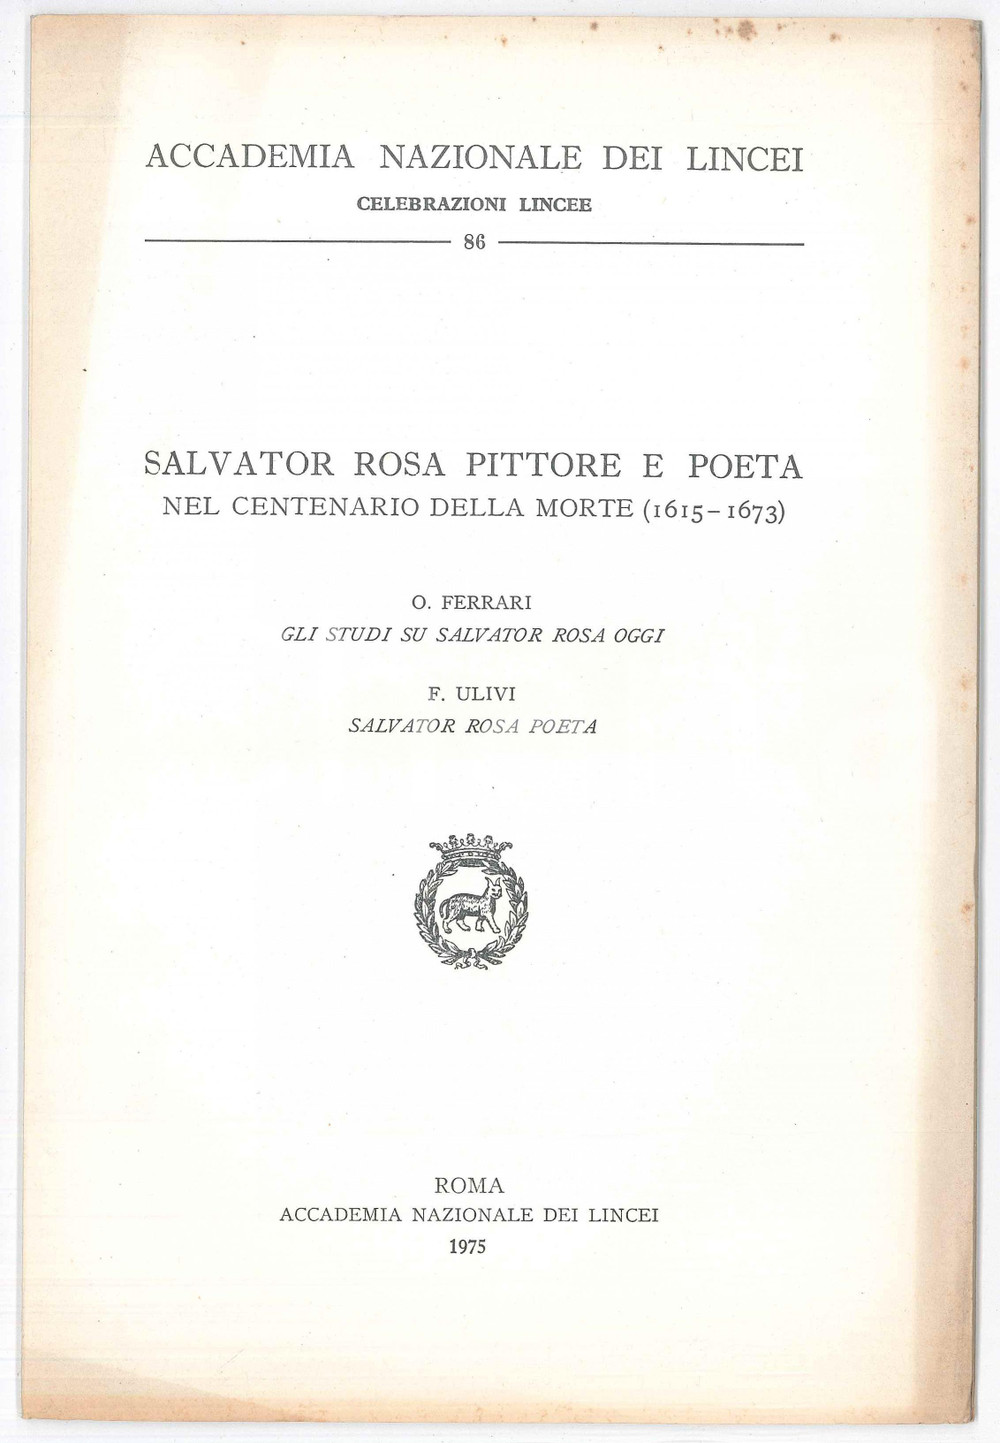 ACCADEMIA NAZIONALE DEI LINCEI
CELEBRAZIONI LINCEE
86
SALVATOR ROSA PITTORE E POETA
NEL CENTENARIO DELLA MORTE (1615-1673)
O. FERRARI
GLI STUDI SU SALVATOR ROSA OGGI
F. ULIVI
SALVATOR ROSA POETA
ROMA
ACCADEMIA NAZIONALE DEI LINCEI
1975